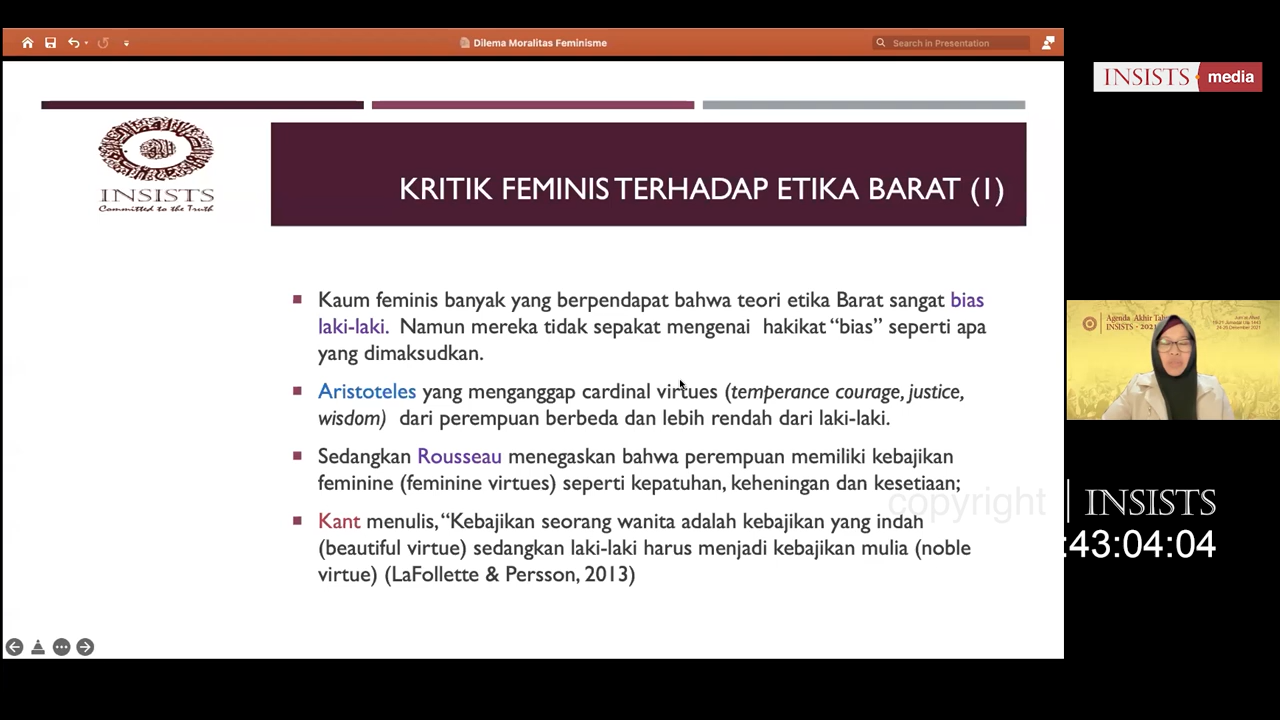 Dilema Moralitas Feminisme
Search in Presentation
INSISTS media
INSISTS
Committed to the Truth
KRITIK FEMINIS TERHADAP ETIKA BARAT (1)
Kaum feminis banyak yang berpendapat bahwa teori etika Barat sangat bias
laki-laki. Namun mereka tidak sepakat mengenai hakikat “bias” seperti apa
yang dimaksudkan.
Aristoteles yang menganggap cardinal virtues (temperance courage, justice,
wisdom) dari perempuan berbeda dan lebih rendah dari laki-laki.
Sedangkan Rousseau menegaskan bahwa perempuan memiliki kebajikan
feminine (feminine virtues) seperti kepatuhan, keheningan dan kesetiaan;
Kant menulis, “Kebajikan seorang wanita adalah kebajikan yang indah
(beautiful virtue) sedangkan laki-laki harus menjadi kebajikan mulia (noble
virtue) (LaFollette & Persson, 2013)
Agenda Akhir
INSISTS - 2021
copyright
INSISTS
:43:04:04